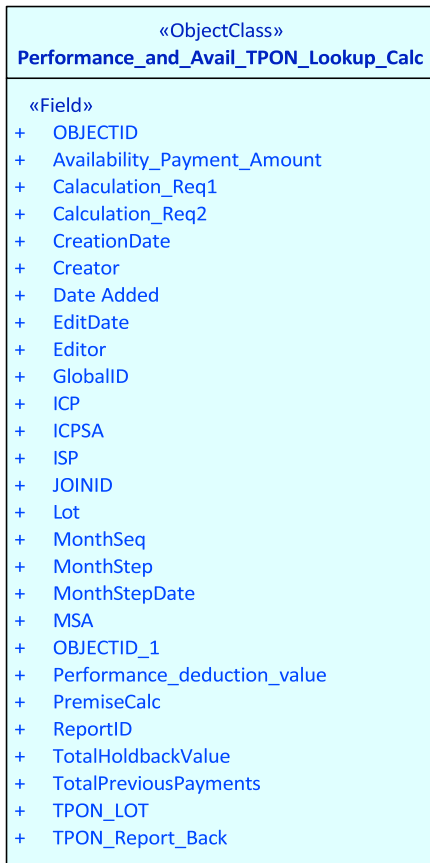 «ObjectClass»
Performance_and_Avail_TPON_Lookup_Calc
«Field»
+ OBJECTID
+ Availability_Payment_Amount
+ Calaculation_Req1
+ Calculation_Req2
+ CreationDate
+ Creator
+ Date Added
+ EditDate
+ Editor
+ GlobalID
+ ICP
+ ICPSA
+ ISP
+ JOINID
+ Lot
+ MonthSeq
+ MonthStep
+ MonthStepDate
+ MSA
+ OBJECTID_1
+ Performance_deduction_value
+ PremiseCalc
+ ReportID
+ TotalHoldbackValue
+ TotalPreviousPayments
+ TPON_LOT
+ TPON_Report_Back